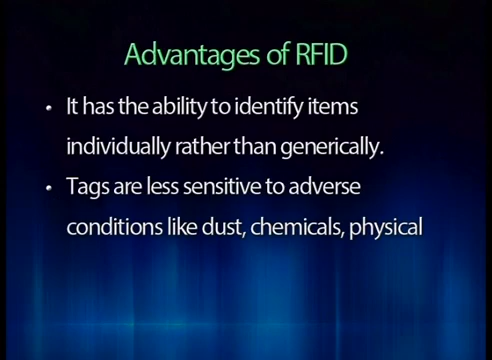 Advantages of RFID
• It has the ability to identify items
individually rather than generically.
• Tags are less sensitive to adverse
conditions like dust, chemicals, physical